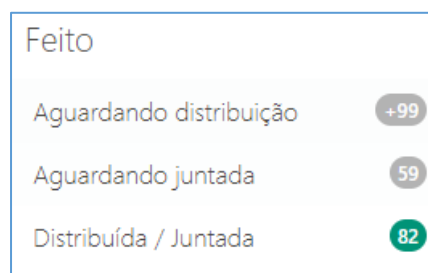 Feito
Aguardando distribuição +99
Aguardando juntada 59
Distribuída / Juntada 82